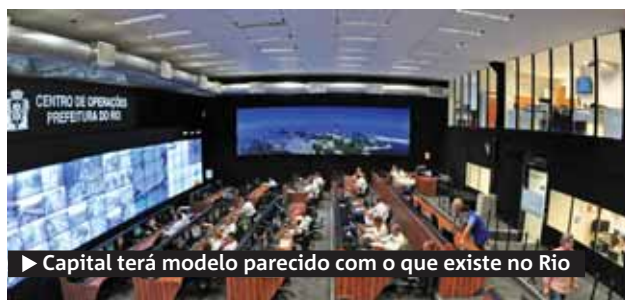 CENTRO DE OPERAÇÕES
PREFEITURA DO RIO
▶ Capital terá modelo parecido com o que existe no Rio